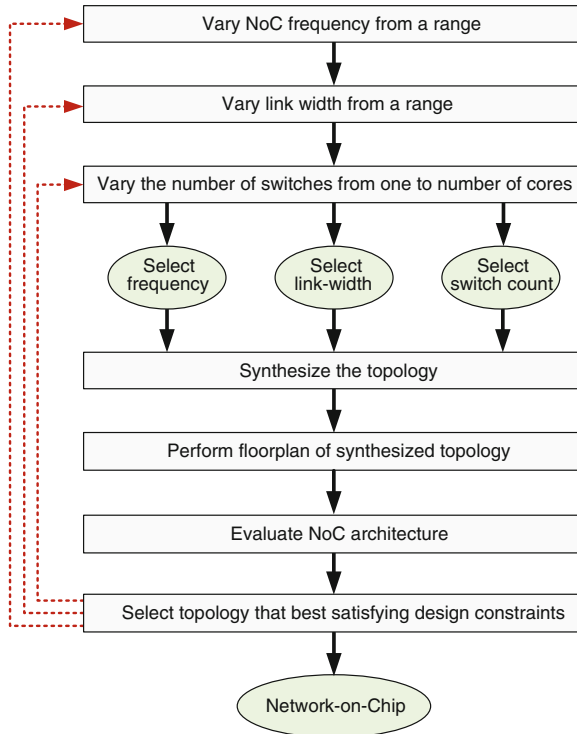 Vary NoC frequency from a range
Vary link width from a range
Vary the number of switches from one to number of cores
Select
frequency
Select
link-width
Select
switch count
Synthesize the topology
Perform floorplan of synthesized topology
Evaluate NoC architecture
Select topology that best satisfying design constraints
Network-on-Chip